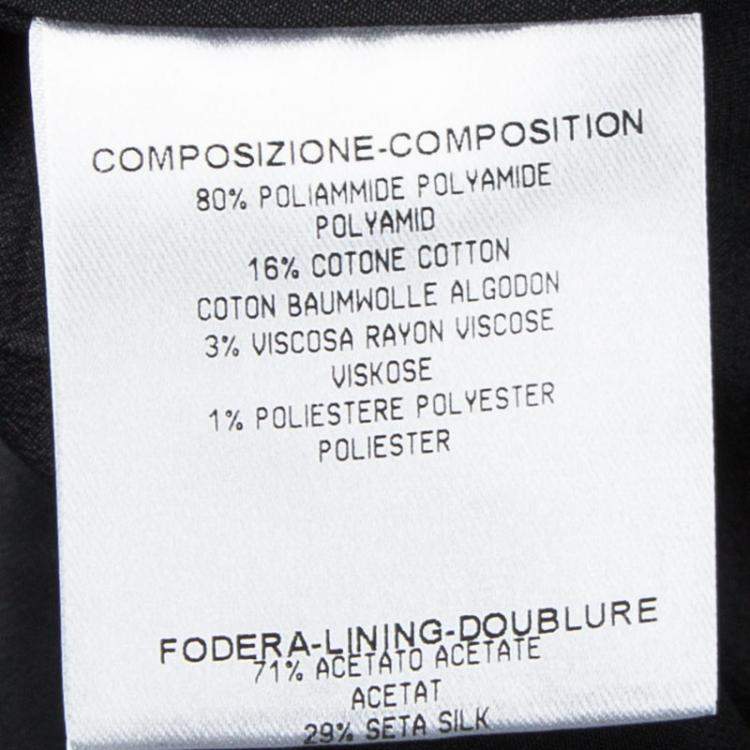 COMPOSIZIONE-COMPOSITION
80% POLIAMMIDE POLYAMIDE
POLYAMID
16% COTONE COTTON
COTON BAUMWOLLE ALGODON
3% VISCOSA RAYON VISCOSE
VISKOSE
1% POLIESTERE POLYESTER
POLIESTER
FODERA-LINING-DOUBLURE
71% ACETATO ACETATE
ACETAT
29% SETA SILK